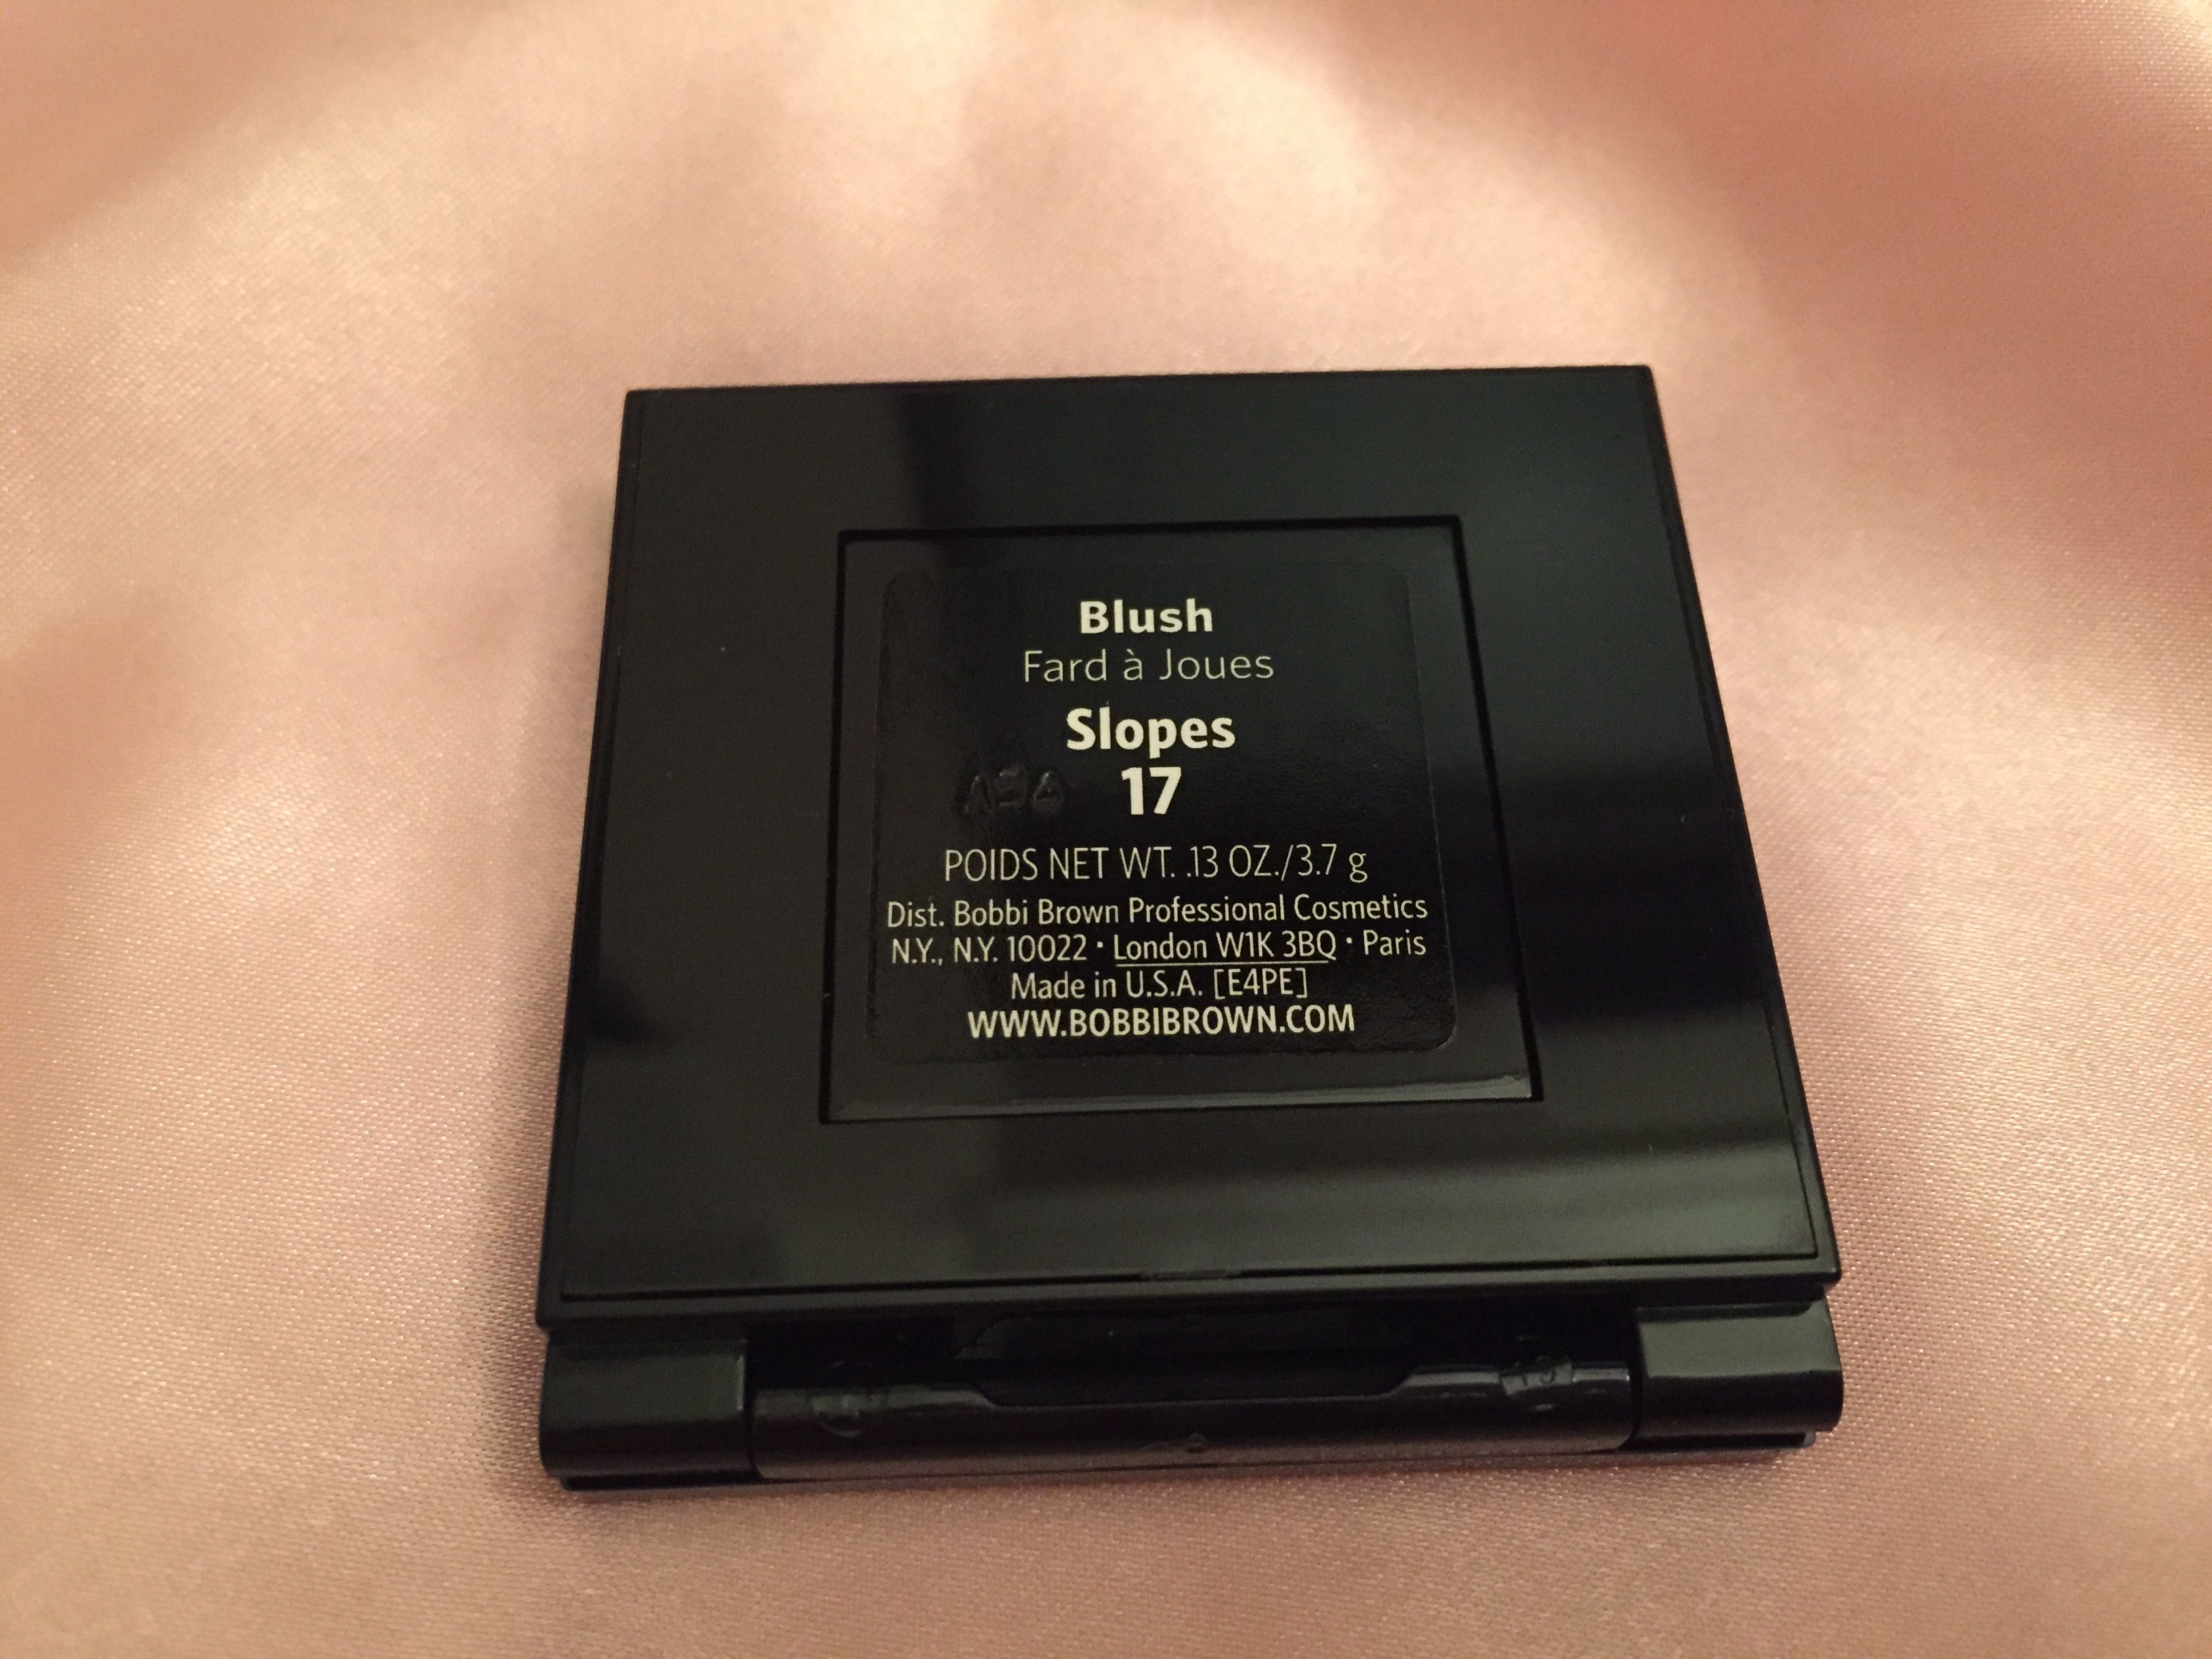 Blush
Fard à Joues
Slopes
17
POIDS NET WT. .13 OZ./3.7 g
Dist. Bobbi Brown Professional Cosmetics
N.Y., N.Y. 10022 • London W1K 3BQ • Paris
Made in U.S.A. [E4PE]
WWW.BOBBIBROWN.COM